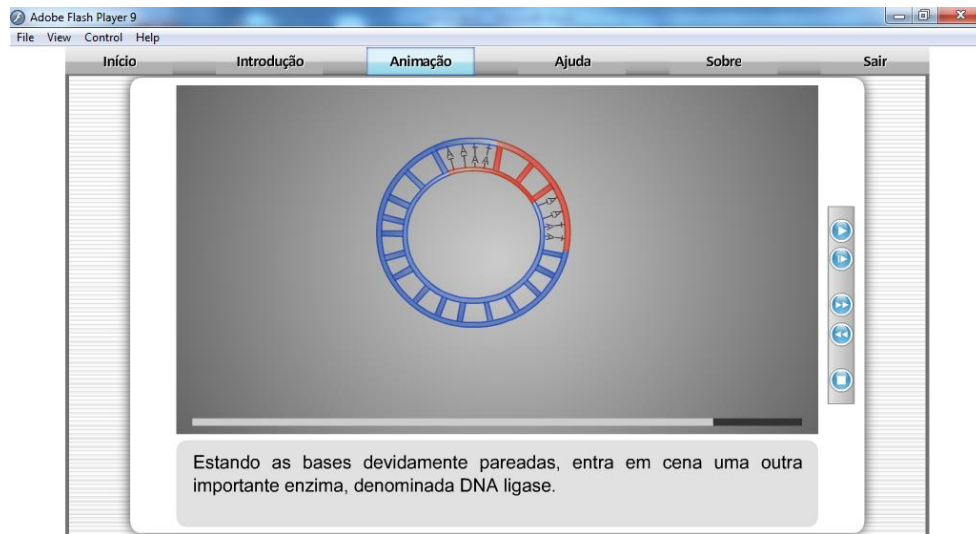 Adobe Flash Player 9
File View Control Help
Início Introdução Animação Ajuda Sobre Sair
A A T T
A A
A A T T
A A
Estando as bases devidamente pareadas, entra em cena uma outra
importante enzima, denominada DNA ligase.